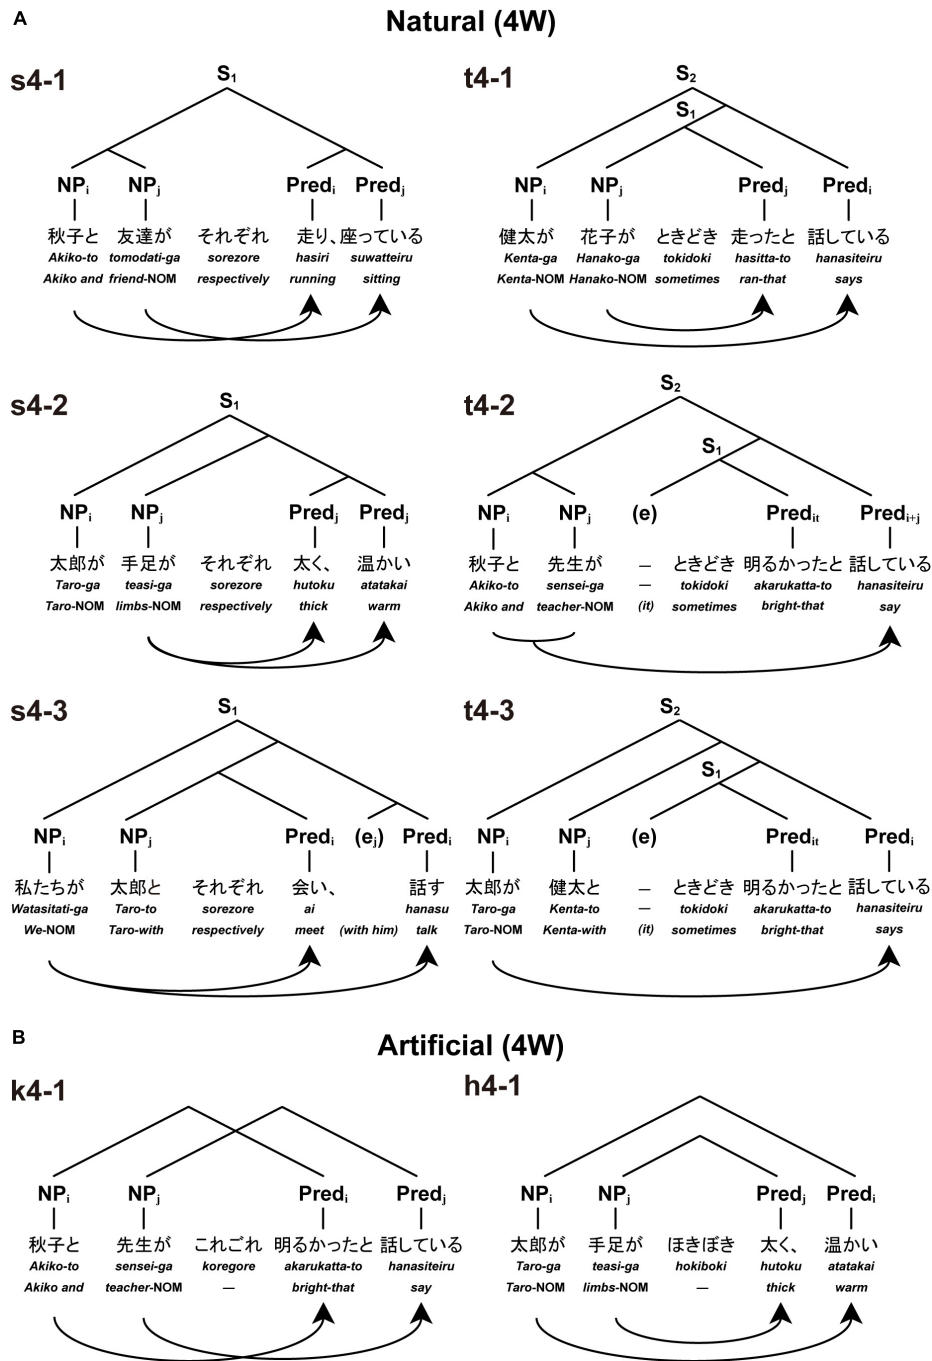 A
Natural (4W)
s4-1
S1
NPi NPj Predi Predj
秋子と 友達が それぞれ 走り、座っている
Akiko-to tomodati-ga sorezore hasiri suwatteiru
Akiko and friend-NOM respectively running sitting
t4-1
S2
S1
NPi NPj Predj Predi
健太が 花子が ときどき 走ったと 話している
Kenta-ga Hanako-ga tokidoki hasitta-to hanasiteiru
Kenta-NOM Hanako-NOM sometimes ran-that says
s4-2
S1
NPi NPj Predj Predj
太郎が 手足が それぞれ 太く、 温かい
Taro-ga teasi-ga sorezore hutoku atatakai
Taro-NOM limbs-NOM respectively thick warm
t4-2
S2
S1
NPi NPj (e) Predit Predi+j
秋子と 先生が – ときどき 明るかったと 話している
Akiko-to sensei-ga – tokidoki akarukatta-to hanasiteiru
Akiko and teacher-NOM (it) sometimes bright-that say
s4-3
S1
NPi NPj Predi (ej) Predi
私たちが 太郎と それぞれ 会い、 話す
Watasitati-ga Taro-to sorezore ai hanasu
We-NOM Taro-with respectively meet (with him) talk
t4-3
S2
S1
NPi NPj (e) Predit Predi
太郎が 健太と – ときどき 明るかったと 話している
Taro-ga Kenta-to – tokidoki akarukatta-to hanasiteiru
Taro-NOM Kenta-with (it) sometimes bright-that says
B
Artificial (4W)
k4-1
NPi NPj Predi Predj
秋子と 先生が これごれ 明るかったと 話している
Akiko-to sensei-ga koregore akarukatta-to hanasiteiru
Akiko and teacher-NOM — bright-that say
h4-1
NPi NPj Predj Predi
太郎が 手足が ほきぼき 太く、 温かい
Taro-ga teasi-ga hokiboki hutoku atatakai
Taro-NOM limbs-NOM — thick warm